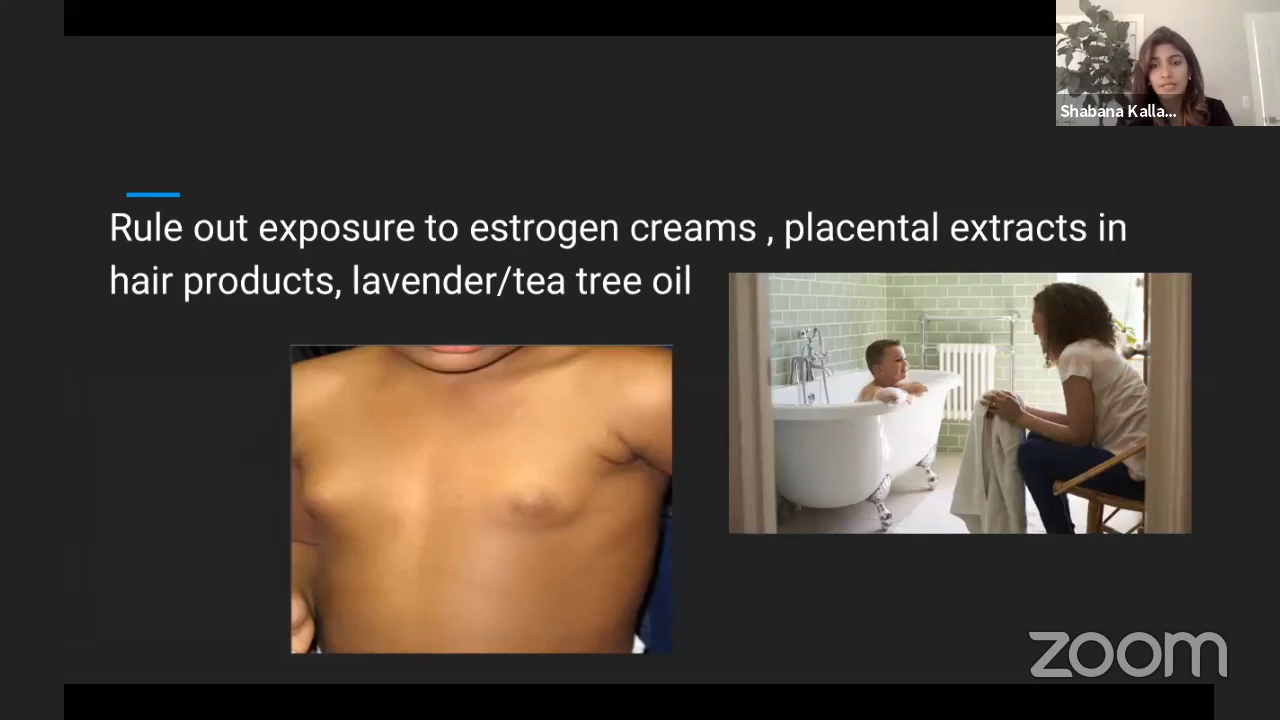 Shabana Kalla...
Rule out exposure to estrogen creams , placental extracts in
hair products, lavender/tea tree oil
zoom